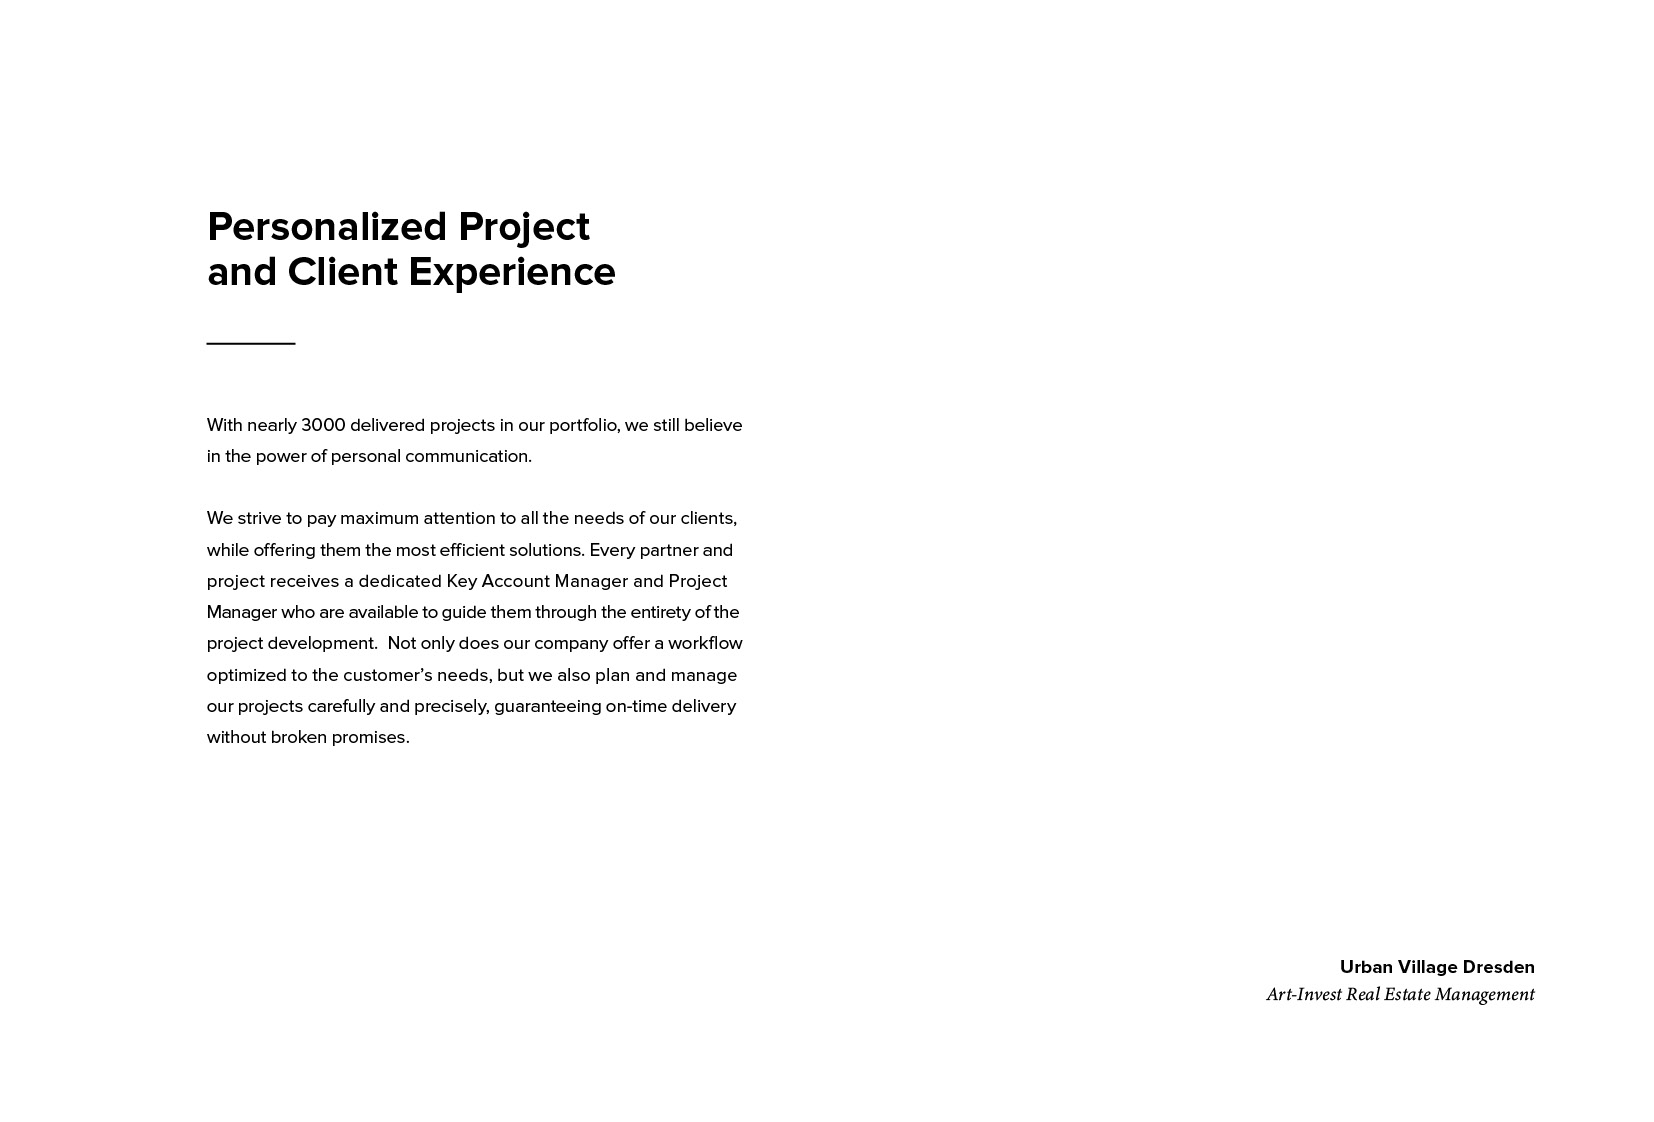 Personalized Project
and Client Experience
With nearly 3000 delivered projects in our portfolio, we still believe
in the power of personal communication.
We strive to pay maximum attention to all the needs of our clients,
while offering them the most efficient solutions. Every partner and
project receives a dedicated Key Account Manager and Project
Manager who are available to guide them through the entirety of the
project development.  Not only does our company offer a workflow
optimized to the customer’s needs, but we also plan and manage
our projects carefully and precisely, guaranteeing on-time delivery
without broken promises.
Urban Village Dresden
Art-Invest Real Estate Management